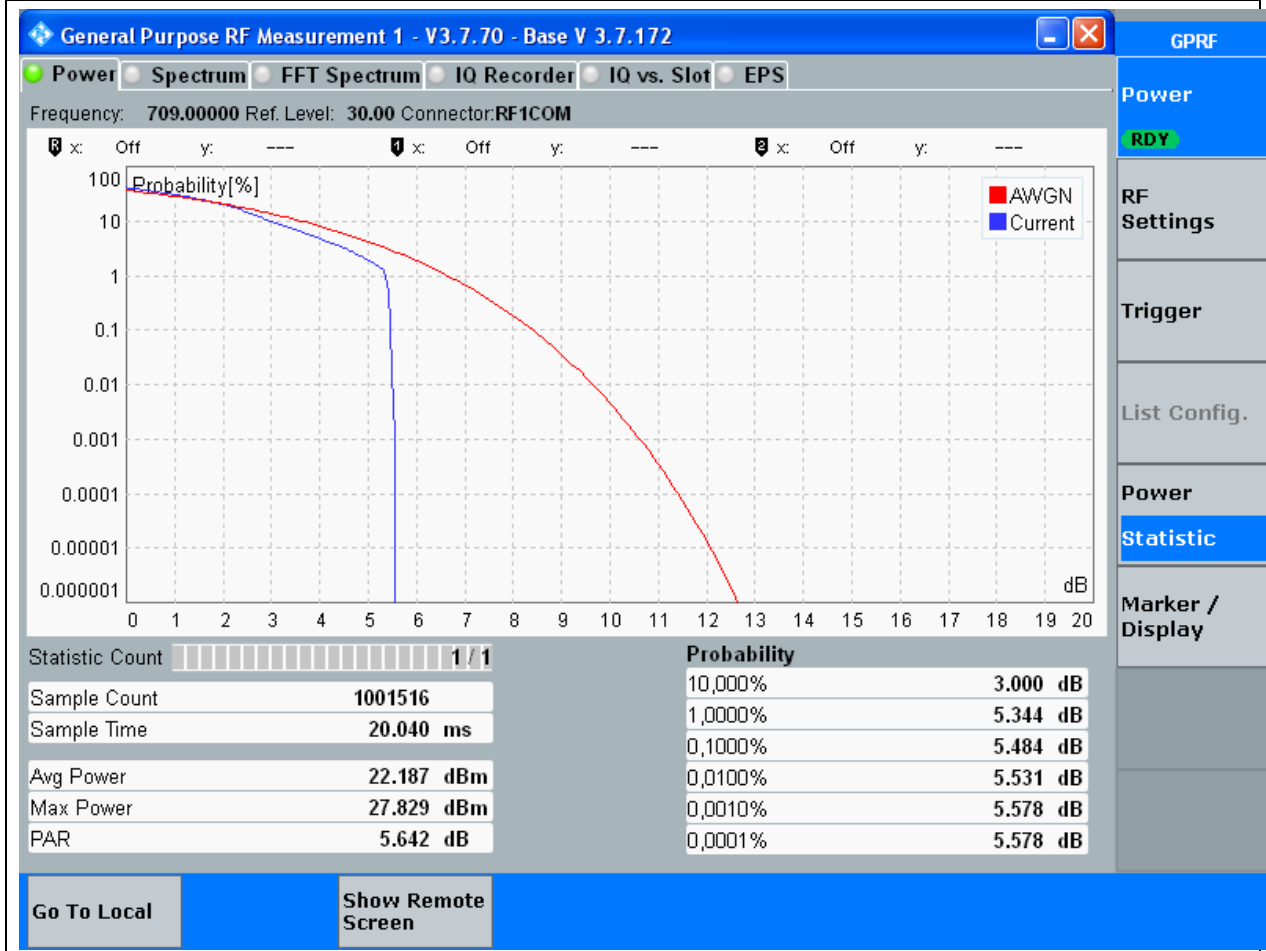 General Purpose RF Measurement 1 - V3.7.70 - Base V 3.7.172
Power Spectrum FFT Spectrum IQ Recorder IQ vs. Slot EPS
Frequency: 709.00000 Ref. Level: 30.00 Connector:RF1COM
R x: Off y: --- 1 x: Off y: --- 2 x: Off y: ---
Probability[%]
AWGN
Current
100
10
1
0.1
0.01
0.001
0.0001
0.00001
0.000001
dB
0 1 2 3 4 5 6 7 8 9 10 11 12 13 14 15 16 17 18 19 20
Statistic Count 1 / 1
Sample Count 1001516
Sample Time 20.040 ms
Avg Power 22.187 dBm
Max Power 27.829 dBm
PAR 5.642 dB
Probability
10,000% 3.000 dB
1,0000% 5.344 dB
0,1000% 5.484 dB
0,0100% 5.531 dB
0,0010% 5.578 dB
0,0001% 5.578 dB
GPRF
Power
RDY
RF
Settings
Trigger
List Config.
Power
Statistic
Marker /
Display
Go To Local
Show Remote
Screen